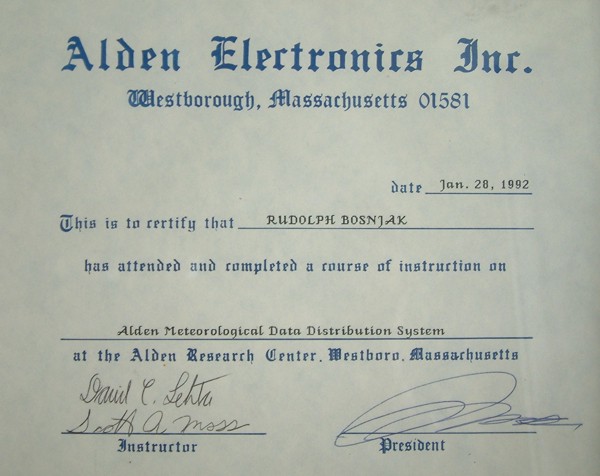 Alden Electronics Inc.
Westborough, Massachusetts 01581
date Jan. 28, 1992
This is to certify that RUDOLPH BOSNJAK
has attended and completed a course of instruction on
Alden Meteorological Data Distribution System
at the Alden Research Center, Westboro, Massachusetts
David C.
Scott A. Moss
Instructor President